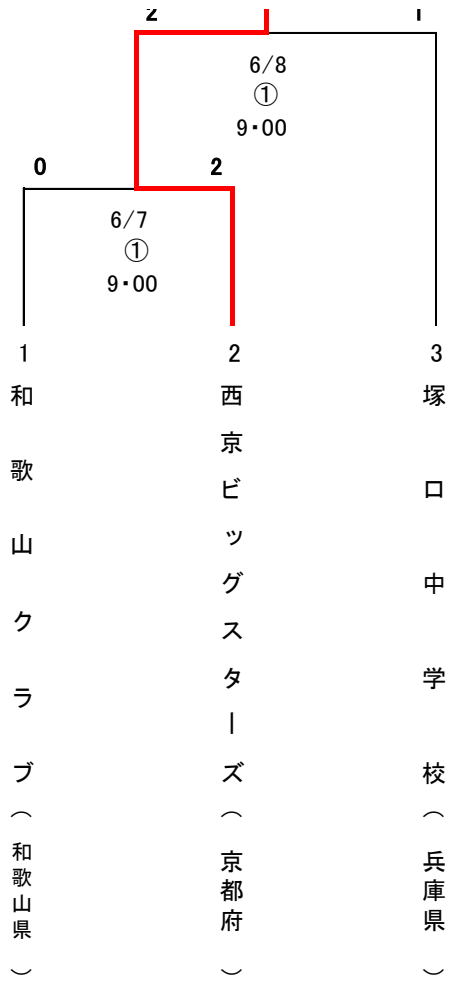 2 1
6/8
①
9・00
0 2
6/7
①
9・00
1 2 3
和歌山クラブ(和歌山県)
西京ビッグスターズ(京都府)
塚口中学校(兵庫県)